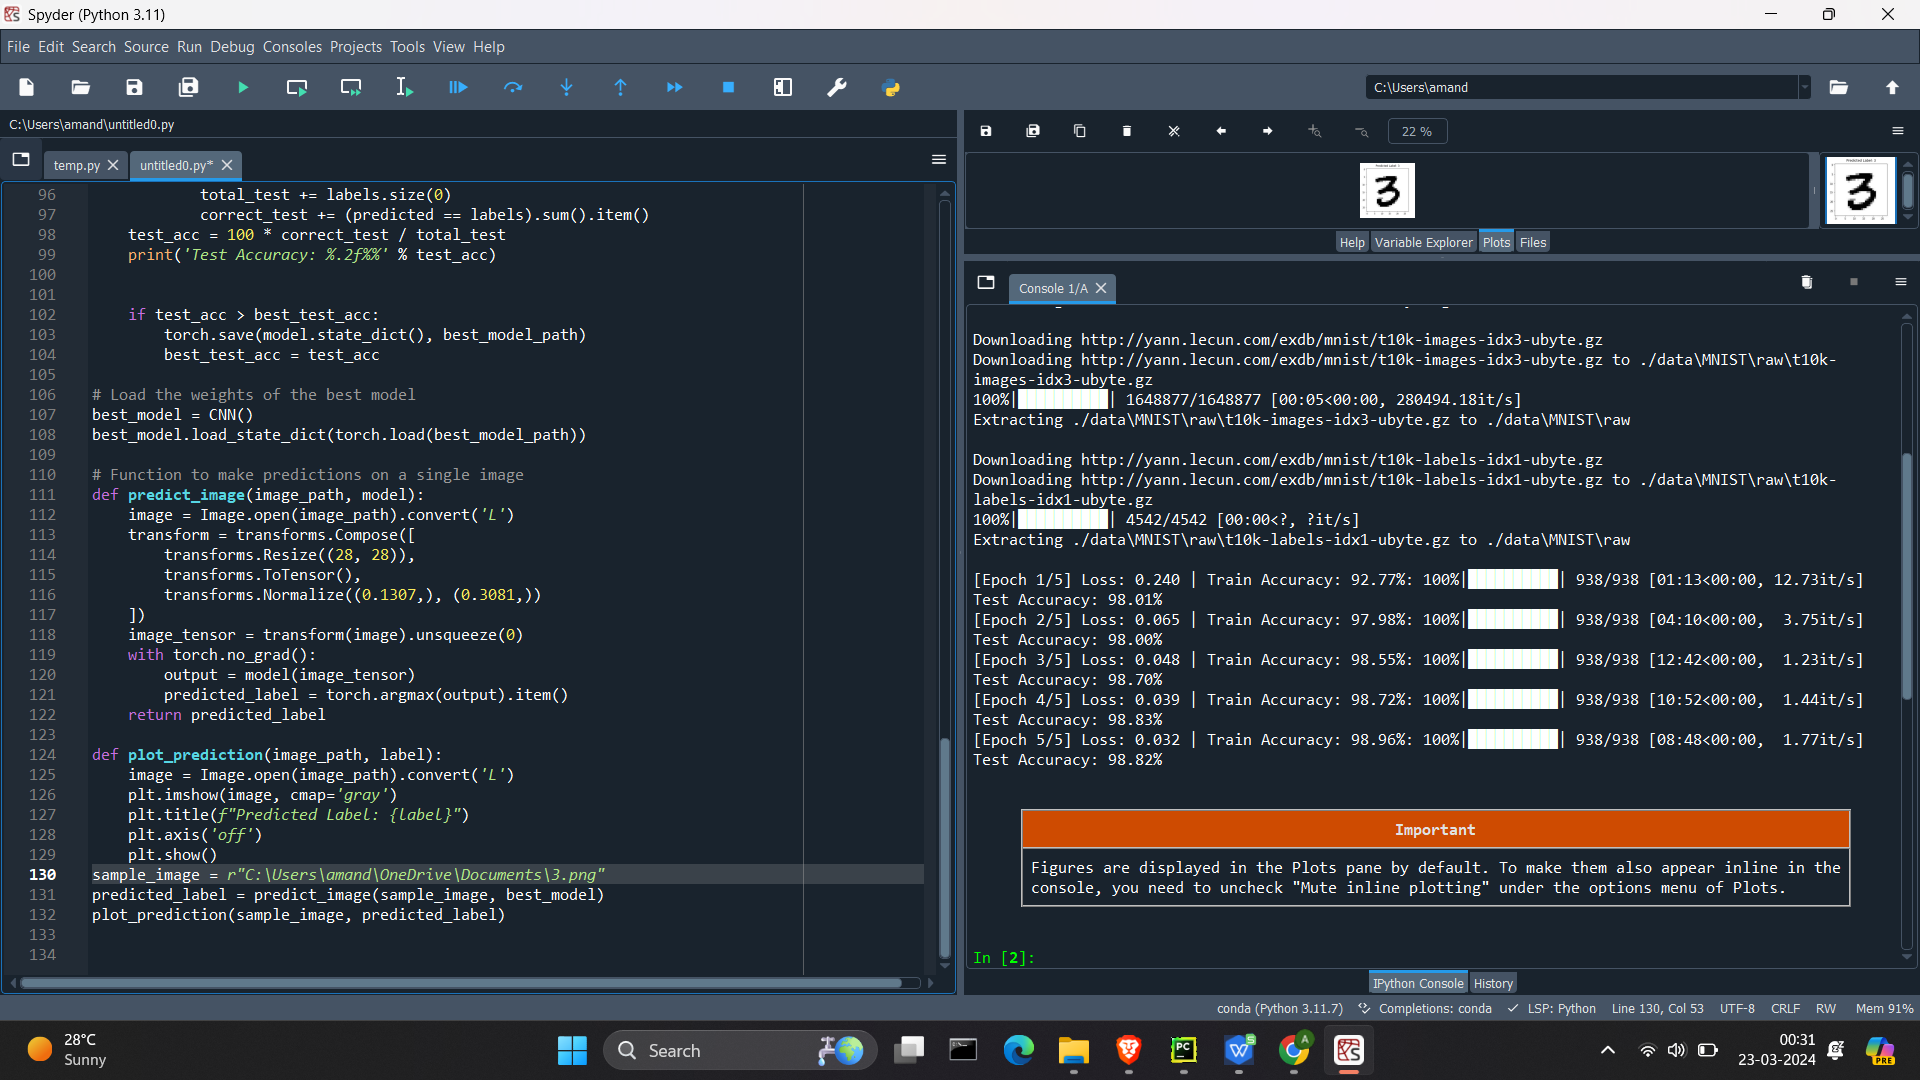 Spyder (Python 3.11)
File Edit Search Source Run Debug Consoles Projects Tools View Help
C:\Users\amand
C:\Users\amand\untitled0.py
temp.py
untitled0.py*
96 total_test += labels.size(0)
97 correct_test += (predicted == labels).sum().item()
98 test_acc = 100 * correct_test / total_test
99 print('Test Accuracy: %.2f%%' % test_acc)
100
101
102 if test_acc > best_test_acc:
103 torch.save(model.state_dict(), best_model_path)
104 best_test_acc = test_acc
105
106 # Load the weights of the best model
107 best_model = CNN()
108 best_model.load_state_dict(torch.load(best_model_path))
109
110 # Function to make predictions on a single image
111 def predict_image(image_path, model):
112 image = Image.open(image_path).convert('L')
113 transform = transforms.Compose([
114 transforms.Resize((28, 28)),
115 transforms.ToTensor(),
116 transforms.Normalize((0.1307,), (0.3081,))
117 ])
118 image_tensor = transform(image).unsqueeze(0)
119 with torch.no_grad():
120 output = model(image_tensor)
121 predicted_label = torch.argmax(output).item()
122 return predicted_label
123
124 def plot_prediction(image_path, label):
125 image = Image.open(image_path).convert('L')
126 plt.imshow(image, cmap='gray')
127 plt.title(f"Predicted Label: {label}")
128 plt.axis('off')
129 plt.show()
130 sample_image = r"C:\Users\amand\OneDrive\Documents\3.png"
131 predicted_label = predict_image(sample_image, best_model)
132 plot_prediction(sample_image, predicted_label)
133
134
22 %
3
3
Help Variable Explorer Plots Files
Console 1/A
Downloading http://yann.lecun.com/exdb/mnist/t10k-images-idx3-ubyte.gz
Downloading http://yann.lecun.com/exdb/mnist/t10k-images-idx3-ubyte.gz to ./data\MNIST\raw\t10k-
images-idx3-ubyte.gz
100%| | 1648877/1648877 [00:05<00:00, 280494.18it/s]
Extracting ./data\MNIST\raw\t10k-images-idx3-ubyte.gz to ./data\MNIST\raw
Downloading http://yann.lecun.com/exdb/mnist/t10k-labels-idx1-ubyte.gz
Downloading http://yann.lecun.com/exdb/mnist/t10k-labels-idx1-ubyte.gz to ./data\MNIST\raw\t10k-
labels-idx1-ubyte.gz
100%| | 4542/4542 [00:00<?, ?it/s]
Extracting ./data\MNIST\raw\t10k-labels-idx1-ubyte.gz to ./data\MNIST\raw
[Epoch 1/5] Loss: 0.240 | Train Accuracy: 92.77%: 100%| | 938/938 [01:13<00:00, 12.73it/s]
Test Accuracy: 98.01%
[Epoch 2/5] Loss: 0.065 | Train Accuracy: 97.98%: 100%| | 938/938 [04:10<00:00, 3.75it/s]
Test Accuracy: 98.00%
[Epoch 3/5] Loss: 0.048 | Train Accuracy: 98.55%: 100%| | 938/938 [12:42<00:00, 1.23it/s]
Test Accuracy: 98.70%
[Epoch 4/5] Loss: 0.039 | Train Accuracy: 98.72%: 100%| | 938/938 [10:52<00:00, 1.44it/s]
Test Accuracy: 98.83%
[Epoch 5/5] Loss: 0.032 | Train Accuracy: 98.96%: 100%| | 938/938 [08:48<00:00, 1.77it/s]
Test Accuracy: 98.82%
Important
Figures are displayed in the Plots pane by default. To make them also appear inline in the
console, you need to uncheck "Mute inline plotting" under the options menu of Plots.
In [2]:
IPython Console History
conda (Python 3.11.7) Completions: conda LSP: Python Line 130, Col 53 UTF-8 CRLF RW Mem 91%
28°C
Sunny
Search
00:31
23-03-2024